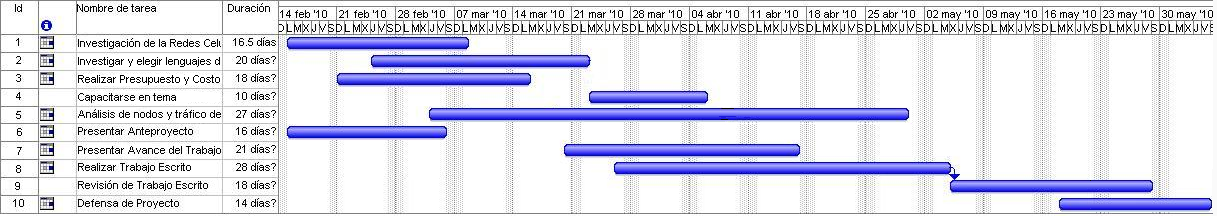 Id Nombre de tarea Duración 14 feb '10 21 feb '10 28 feb '10 07 mar '10 14 mar '10 21 mar '10 28 mar '10 04 abr '10 11 abr '10 18 abr '10 25 abr '10 02 may '10 09 may '10 16 may '10 23 may '10 30 may '10
D L M X J V S D L M X J V S D L M X J V S D L M X J V S D L M X J V S D L M X J V S D L M X J V S D L M X J V S D L M X J V S D L M X J V S D L M X J V S D L M X J V S D L M X J V S D L M X J V S D L M X J V S D L M X J V S
1 Investigación de la Redes Celu 16.5 días
2 Investigar y elegir lenguajes d 20 días?
3 Realizar Presupuesto y Costo 18 días?
4 Capacitarse en tema 10 días?
5 Análisis de nodos y tráfico de 27 días?
6 Presentar Anteproyecto 16 días?
7 Presentar Avance del Trabajo 21 días?
8 Realizar Trabajo Escrito 28 días?
9 Revisión de Trabajo Escrito 18 días?
10 Defensa de Proyecto 14 días?